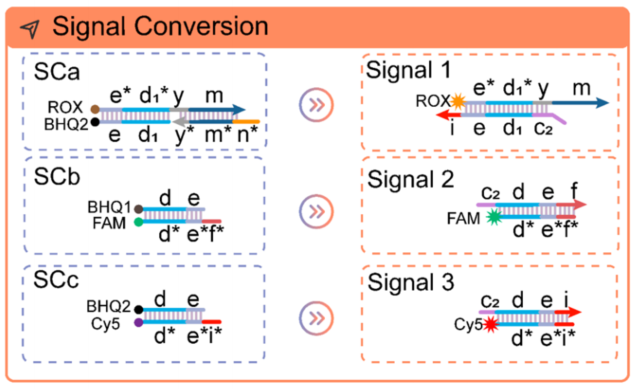 Signal Conversion
SCa
e* d₁* y m
ROX
BHQ2
e d₁ y* m* n*
Signal 1
e* d₁* y m
ROX
i e d₁ c₂
SCb
d e
BHQ1
FAM
d* e*f*
Signal 2
c₂ d e f
FAM
d* e*f*
SCc
d e
BHQ2
Cy5
d* e*i*
Signal 3
c₂ d e i
Cy5
d* e*i*